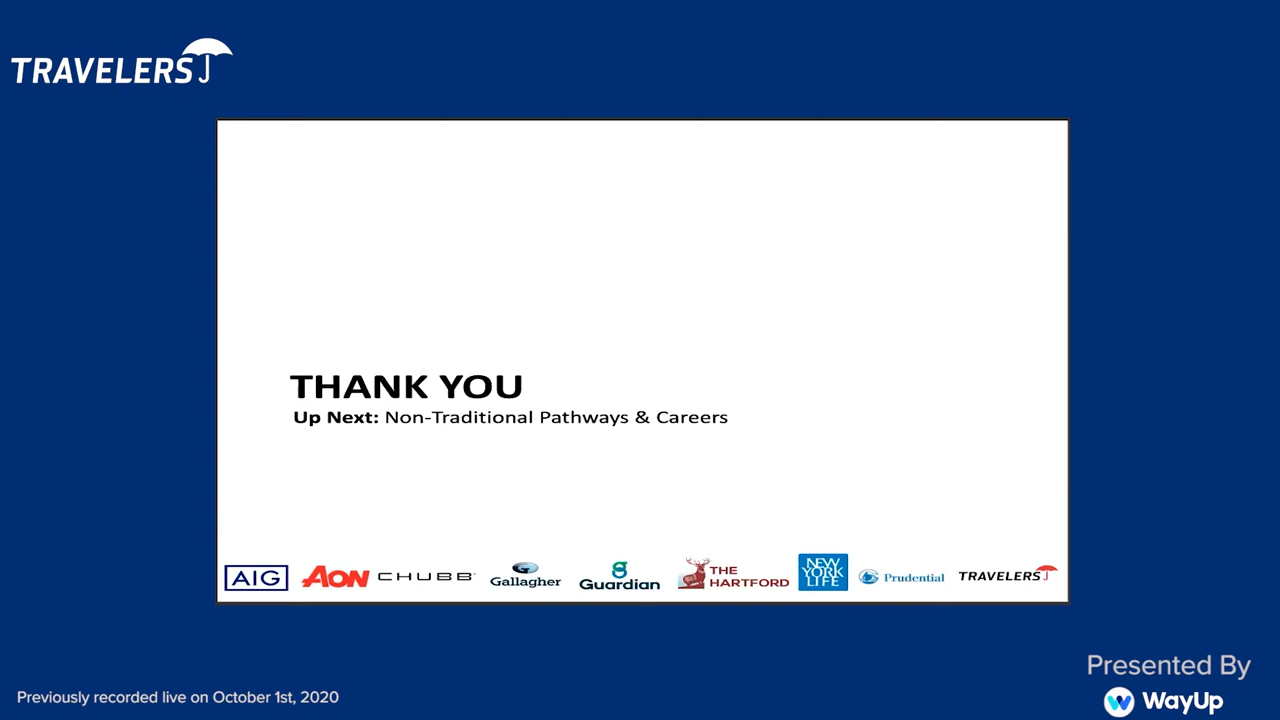 TRAVELERS
THANK YOU
Up Next: Non-Traditional Pathways & Careers
AIG
AON
CHUBB
Gallagher
Guardian
THE
HARTFORD
NEW
YORK
LIFE
Prudential
TRAVELERS
Presented By
WayUp
Previously recorded live on October 1st, 2020